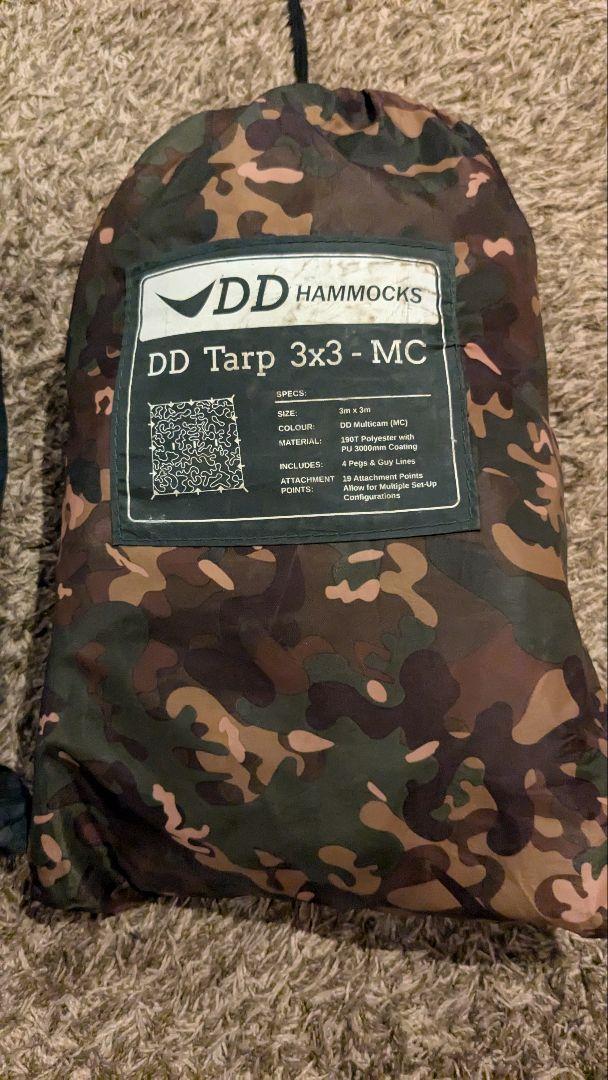 DD HAMMOCKS
DD Tarp 3x3 - MC
SPECS:
SIZE: 3m x 3m
COLOUR: DD Multicam (MC)
MATERIAL: 190T Polyester with
PU 3000mm Coating
INCLUDES: 4 Pegs & Guy Lines
ATTACHMENT 19 Attachment Points
POINTS: Allow for Multiple Set-Up
Configurations